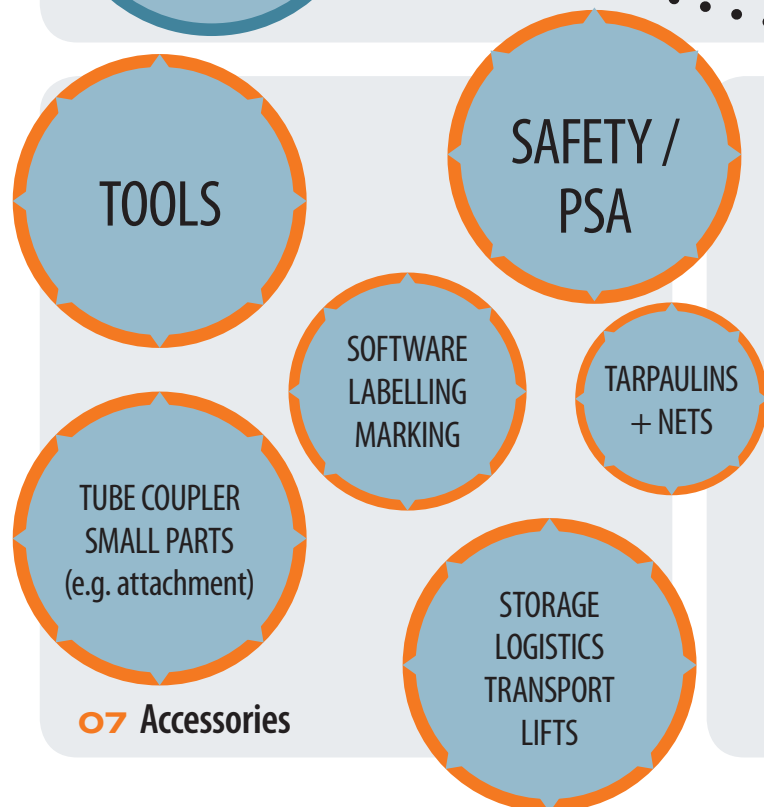 TOOLS
SAFETY /
PSA
SOFTWARE
LABELLING
MARKING
TARPAULINS
+ NETS
TUBE COUPLER
SMALL PARTS
(e.g. attachment)
STORAGE
LOGISTICS
TRANSPORT
LIFTS
07 Accessories